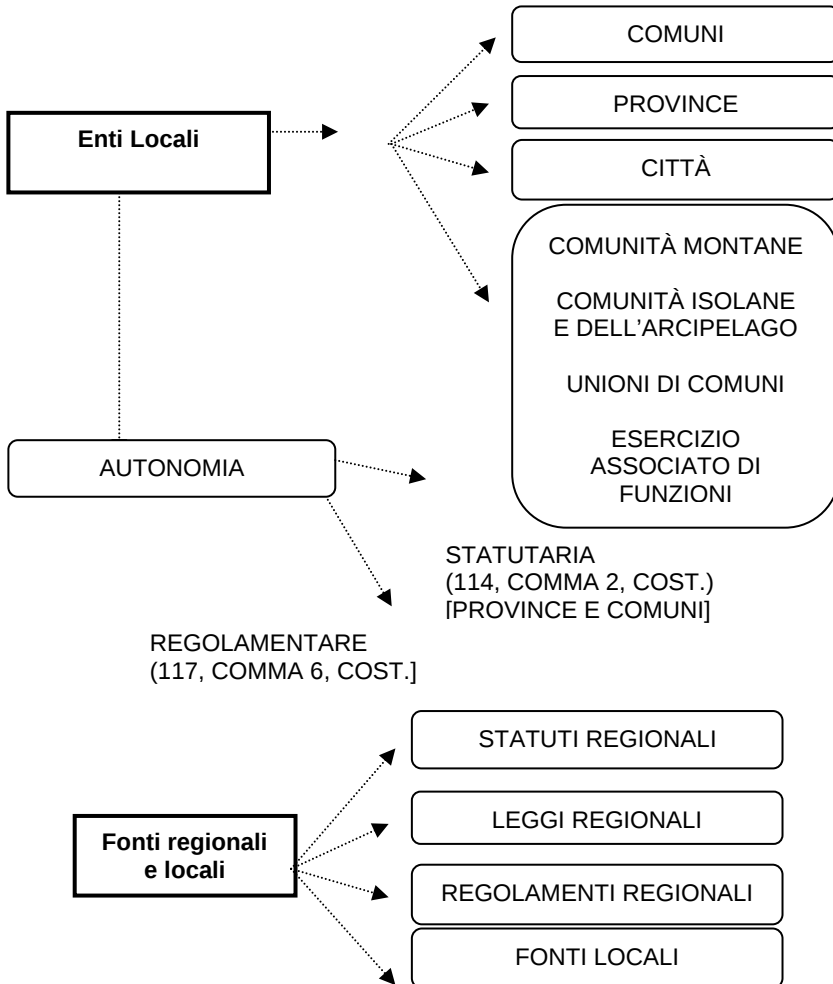 COMUNI
PROVINCE
Enti Locali
CITTÀ
COMUNITÀ MONTANE
COMUNITÀ ISOLANE
E DELL'ARCIPELAGO
UNIONI DI COMUNI
ESERCIZIO
ASSOCIATO DI
FUNZIONI
AUTONOMIA
STATUTARIA
(114, COMMA 2, COST.)
[PROVINCE E COMUNI]
REGOLAMENTARE
(117, COMMA 6, COST.]
STATUTI REGIONALI
LEGGI REGIONALI
Fonti regionali
e locali
REGOLAMENTI REGIONALI
FONTI LOCALI